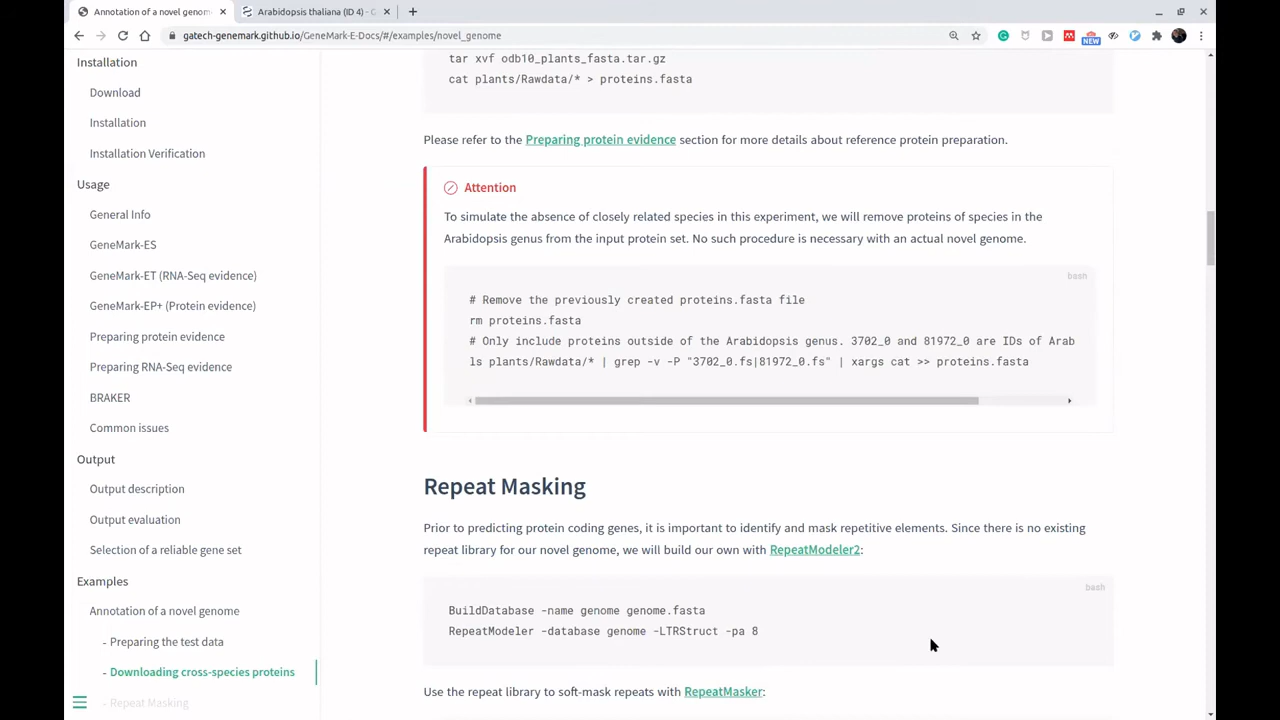 Annotation of a novel genome
Arabidopsis thaliana (ID 4) - G
gatech-genemark.github.io/GeneMark-E-Docs/#/examples/novel_genome
NEW
Installation
Download
Installation
Installation Verification
Usage
General Info
GeneMark-ES
GeneMark-ET (RNA-Seq evidence)
GeneMark-EP+ (Protein evidence)
Preparing protein evidence
Preparing RNA-Seq evidence
BRAKER
Common issues
Output
Output description
Output evaluation
Selection of a reliable gene set
Examples
Annotation of a novel genome
- Preparing the test data
- Downloading cross-species proteins
- Repeat Masking
tar xvf odb10_plants_fasta.tar.gz
cat plants/Rawdata/* > proteins.fasta
Please refer to the Preparing protein evidence section for more details about reference protein preparation.
Attention
To simulate the absence of closely related species in this experiment, we will remove proteins of species in the
Arabidopsis genus from the input protein set. No such procedure is necessary with an actual novel genome.
bash
# Remove the previously created proteins.fasta file
rm proteins.fasta
# Only include proteins outside of the Arabidopsis genus. 3702_0 and 81972_0 are IDs of Arab
ls plants/Rawdata/* | grep -v -P "3702_0.fs|81972_0.fs" | xargs cat >> proteins.fasta
Repeat Masking
Prior to predicting protein coding genes, it is important to identify and mask repetitive elements. Since there is no existing
repeat library for our novel genome, we will build our own with RepeatModeler2:
bash
BuildDatabase -name genome genome.fasta
RepeatModeler -database genome -LTRStruct -pa 8
Use the repeat library to soft-mask repeats with RepeatMasker: